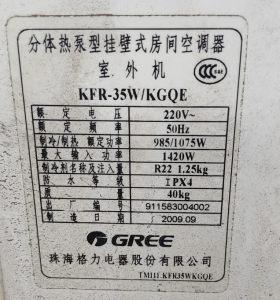 分体热泵型挂壁式房间空调器
室外机
KFR-35W/KGQE
额定电压 220V~
额定频率 50Hz
制冷/制热 额定功率 985/1075W
最大输入功率 1420W
制冷剂名称及注入量 R22 1.25kg
防水等级 IPX4
质量 40kg
出厂编号 911583004002
制造日期 2009.09
GREE
珠海格力电器股份有限公司
TM111.KFR35WKGQE